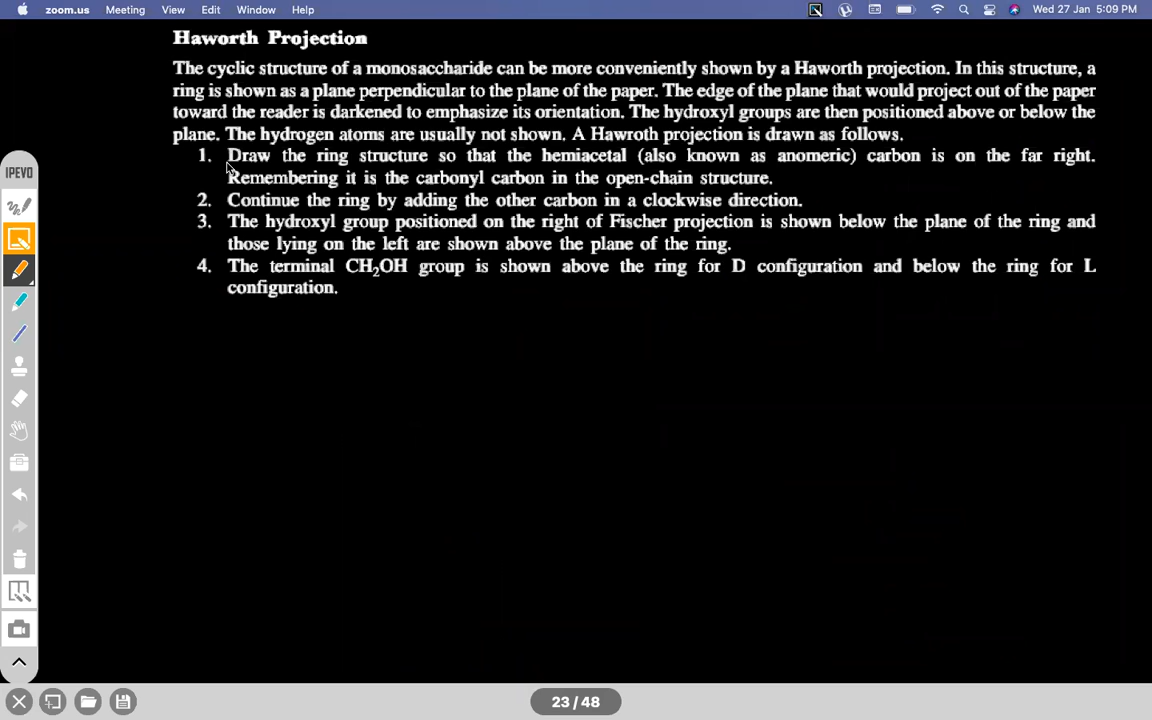 zoom.us Meeting View Edit Window Help Wed 27 Jan 5:09 PM
Haworth Projection
The cyclic structure of a monosaccharide can be more conveniently shown by a Haworth projection. In this structure, a
ring is shown as a plane perpendicular to the plane of the paper. The edge of the plane that would project out of the paper
toward the reader is darkened to emphasize its orientation. The hydroxyl groups are then positioned above or below the
plane. The hydrogen atoms are usually not shown. A Hawroth projection is drawn as follows.
1. Draw the ring structure so that the hemiacetal (also known as anomeric) carbon is on the far right.
Remembering it is the carbonyl carbon in the open-chain structure.
2. Continue the ring by adding the other carbon in a clockwise direction.
3. The hydroxyl group positioned on the right of Fischer projection is shown below the plane of the ring and
those lying on the left are shown above the plane of the ring.
4. The terminal CH₂OH group is shown above the ring for D configuration and below the ring for L
configuration.
IPEVO
23 / 48